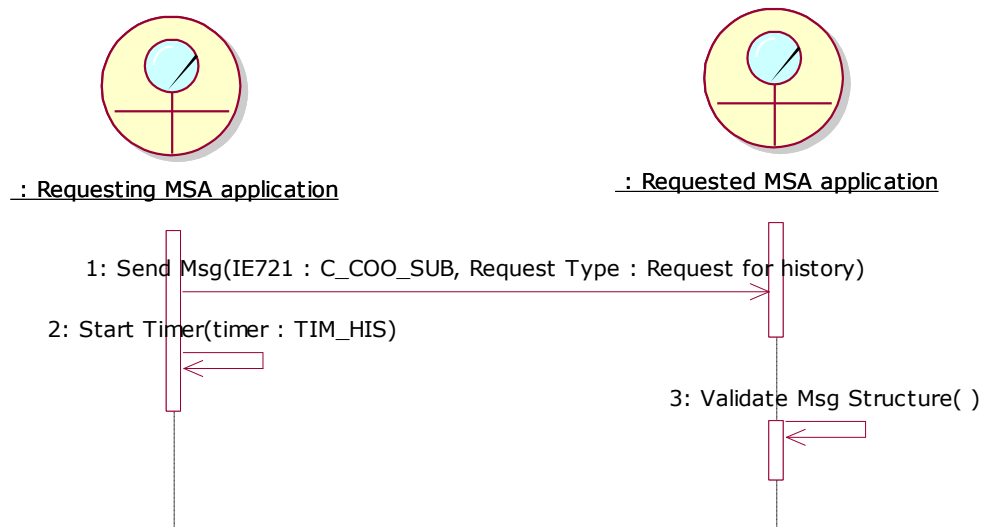 : Requesting MSA application
: Requested MSA application
1: Send Msg(IE721 : C_COO_SUB, Request Type : Request for history)
2: Start Timer(timer : TIM_HIS)
3: Validate Msg Structure( )